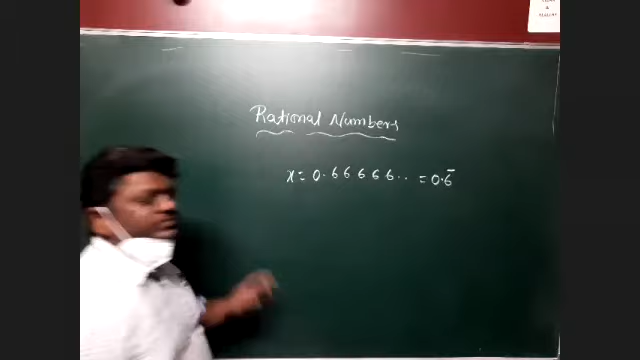 Rational Numbers
x = 0.66666.. = 0.6̅